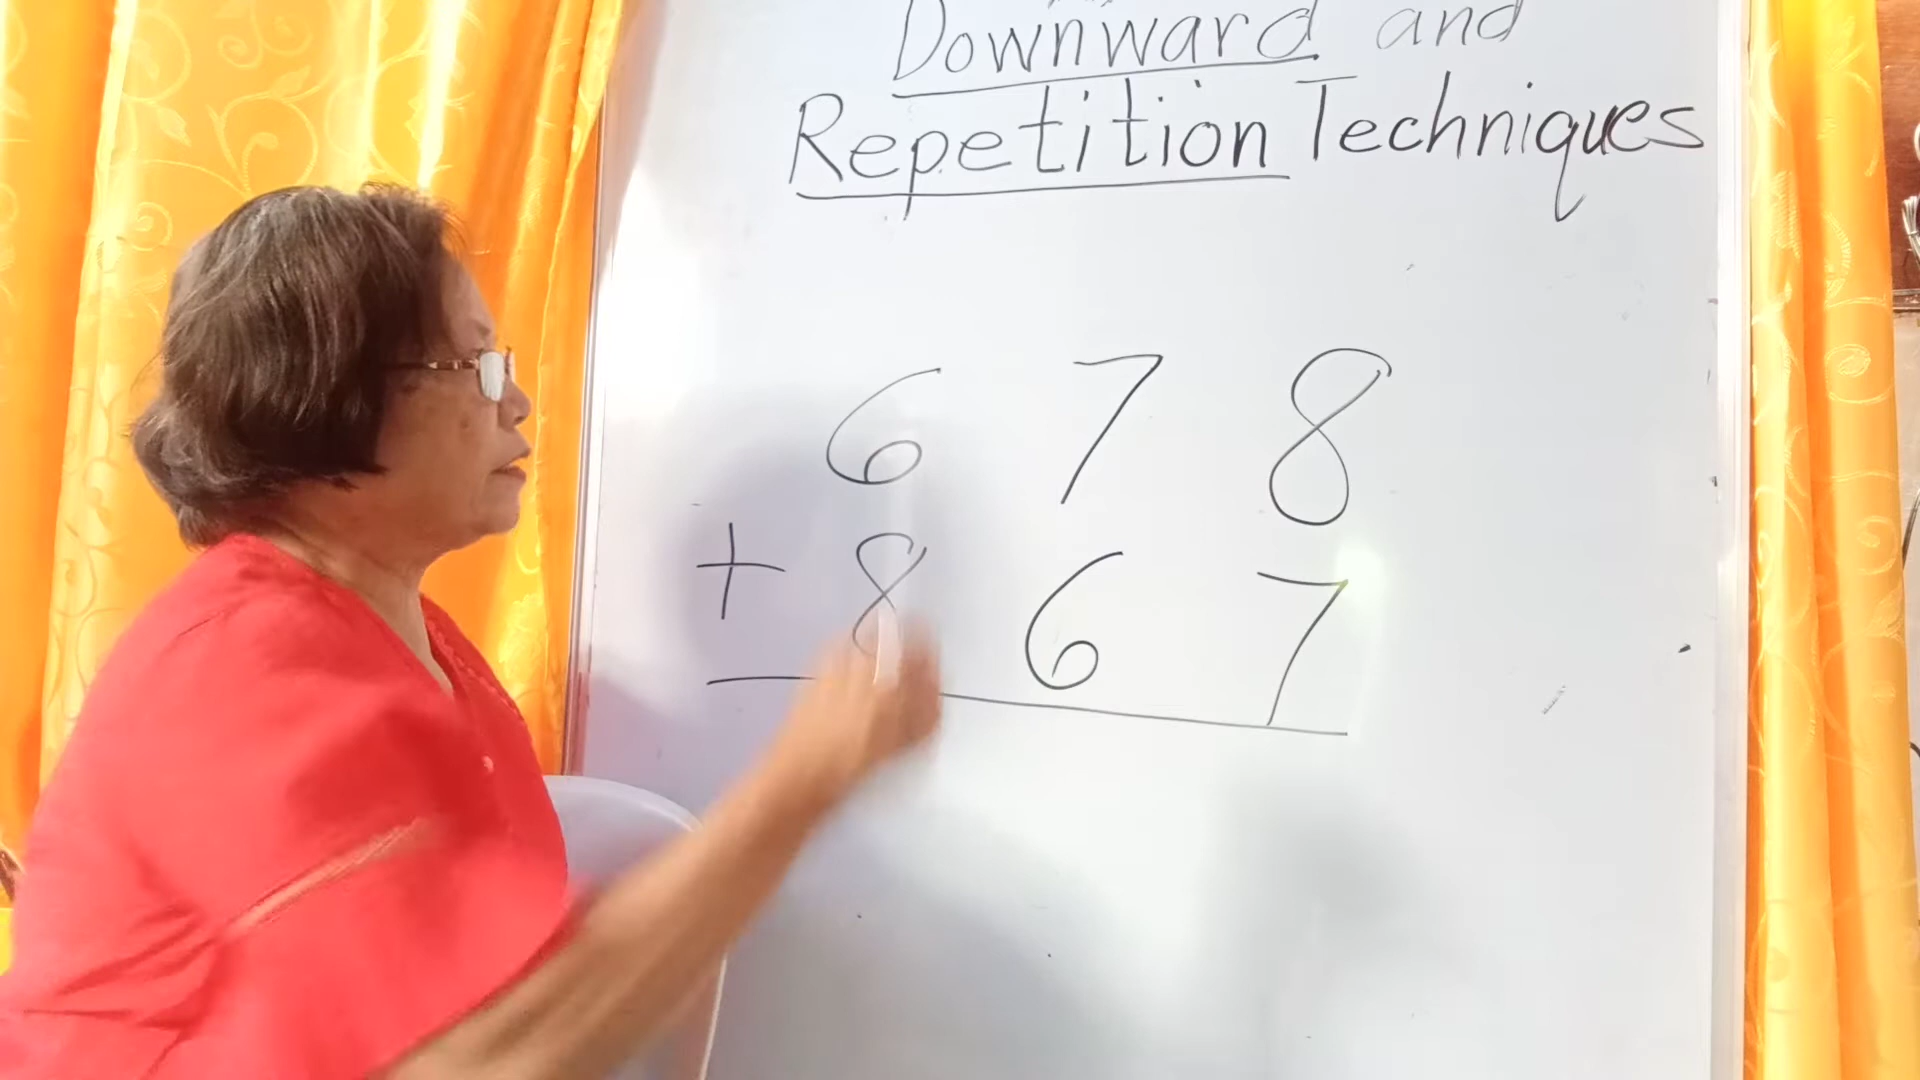 Downward and
Repetition Techniques
6 7 8
+ 8 6 7